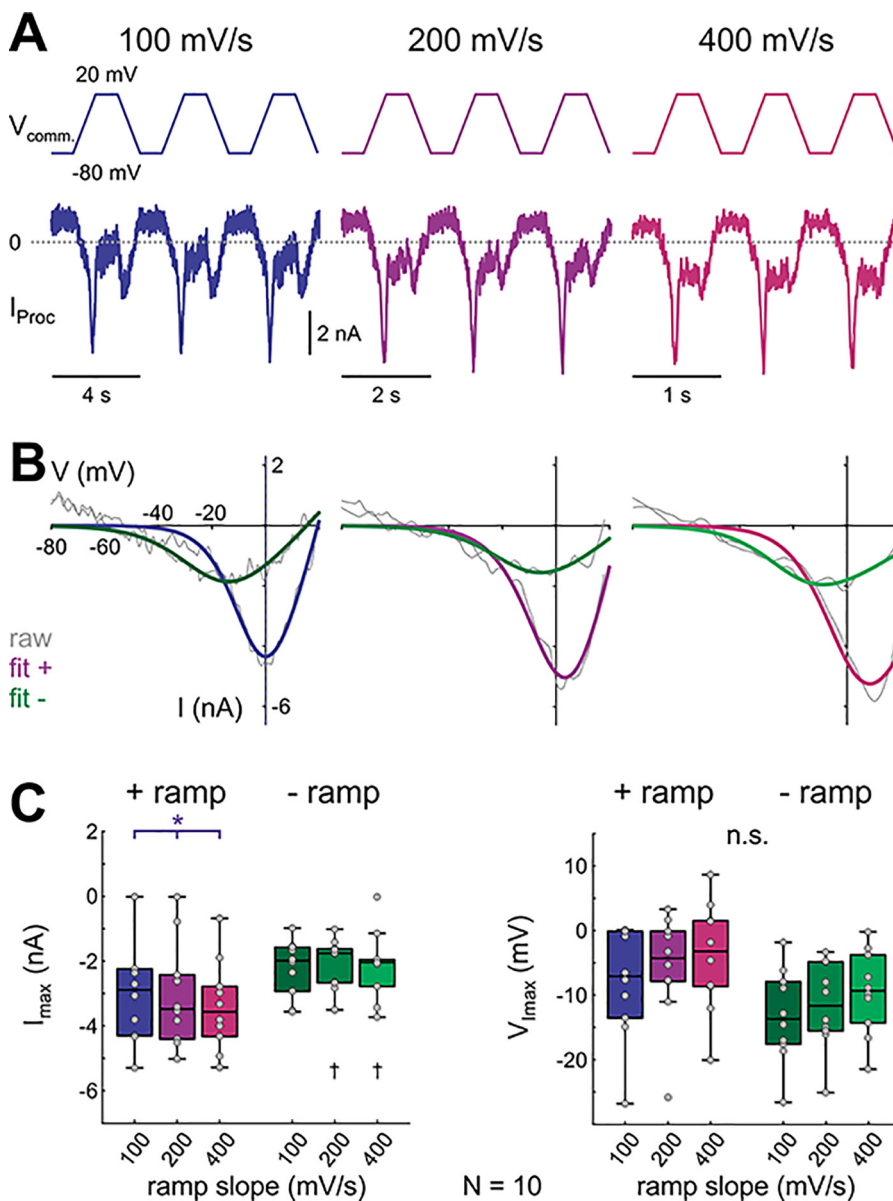 A
100 mV/s 200 mV/s 400 mV/s
20 mV
Vcomm.
-80 mV
0
IProc
2 nA
4 s 2 s 1 s
B
V (mV)
2
-40 -20
-80 -60
raw
fit +
fit -
I (nA)
-6
C
+ ramp - ramp + ramp - ramp
*
n.s.
2
0
-2
-4
-6
Imax (nA)
† †
100 200 400 100 200 400
ramp slope (mV/s)
N = 10
10
0
-10
-20
VImax (mV)
100 200 400 100 200 400
ramp slope (mV/s)